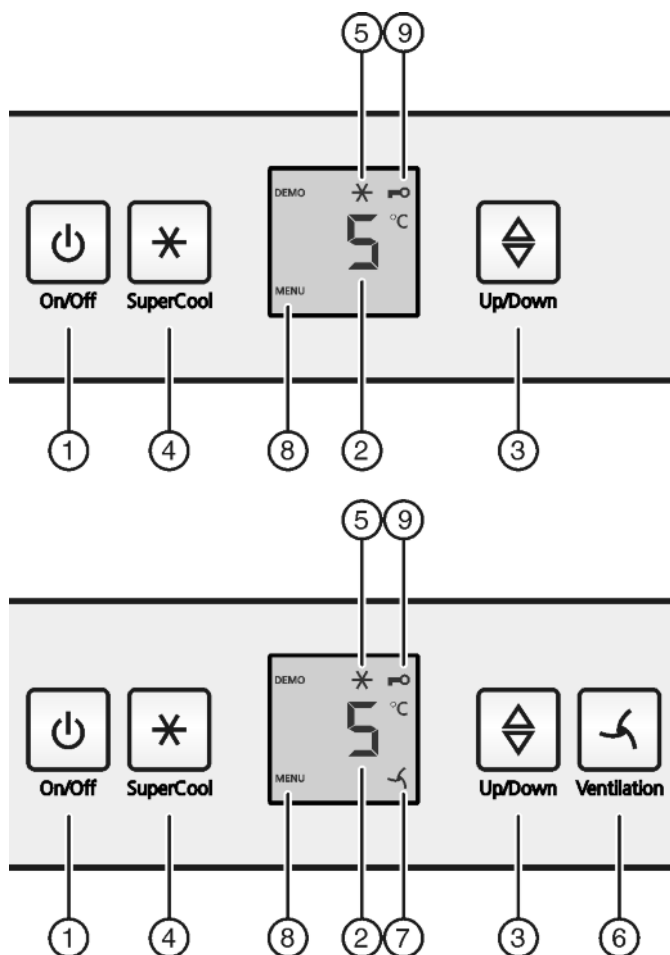 5 9
DEMO
5 °C
MENU
On/Off SuperCool Up/Down
1 4 8 2 3
5 9
DEMO
5 °C
MENU
On/Off SuperCool Up/Down Ventilation
1 4 8 2 7 3 6